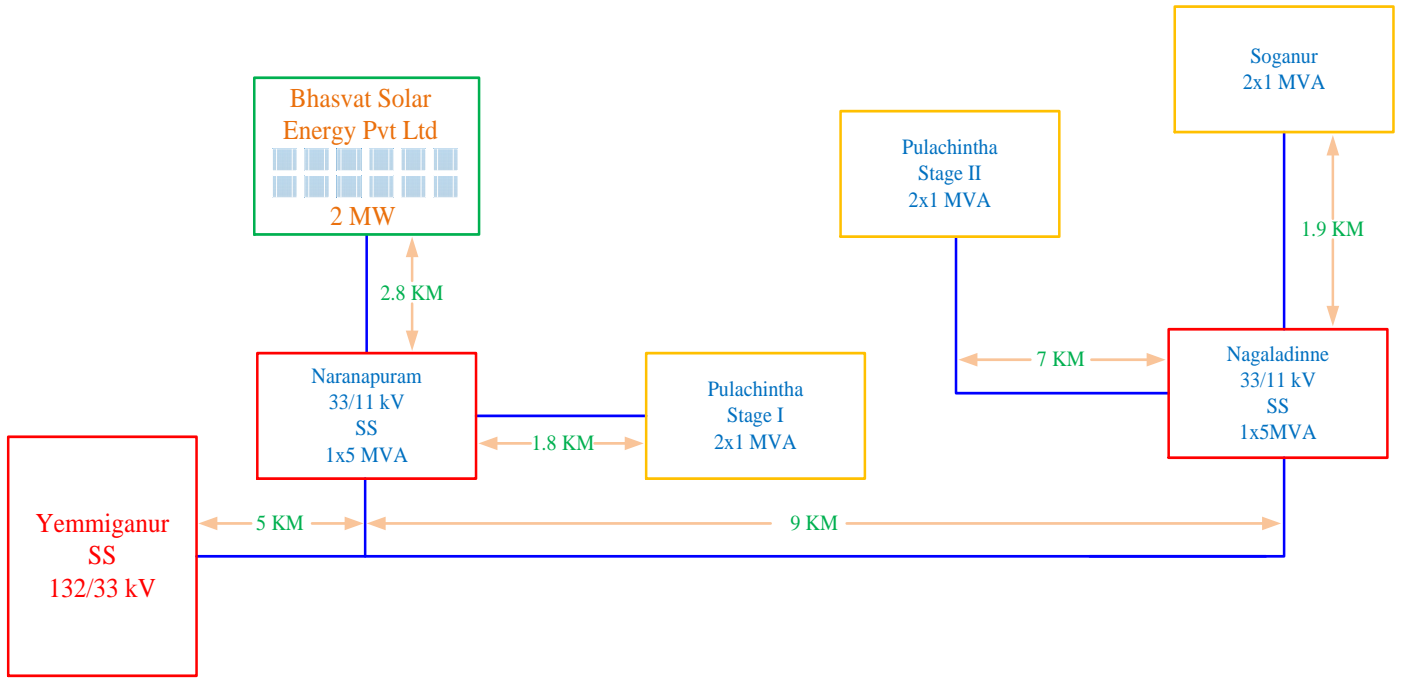 Soganur
2x1 MVA
Bhasvat Solar
Energy Pvt Ltd
2 MW
Pulachintha
Stage II
2x1 MVA
1.9 KM
2.8 KM
Naranapuram
33/11 kV
SS
1x5 MVA
Pulachintha
Stage I
2x1 MVA
1.8 KM
7 KM
Nagaladinne
33/11 kV
SS
1x5MVA
Yemmiganur
SS
132/33 kV
5 KM
9 KM